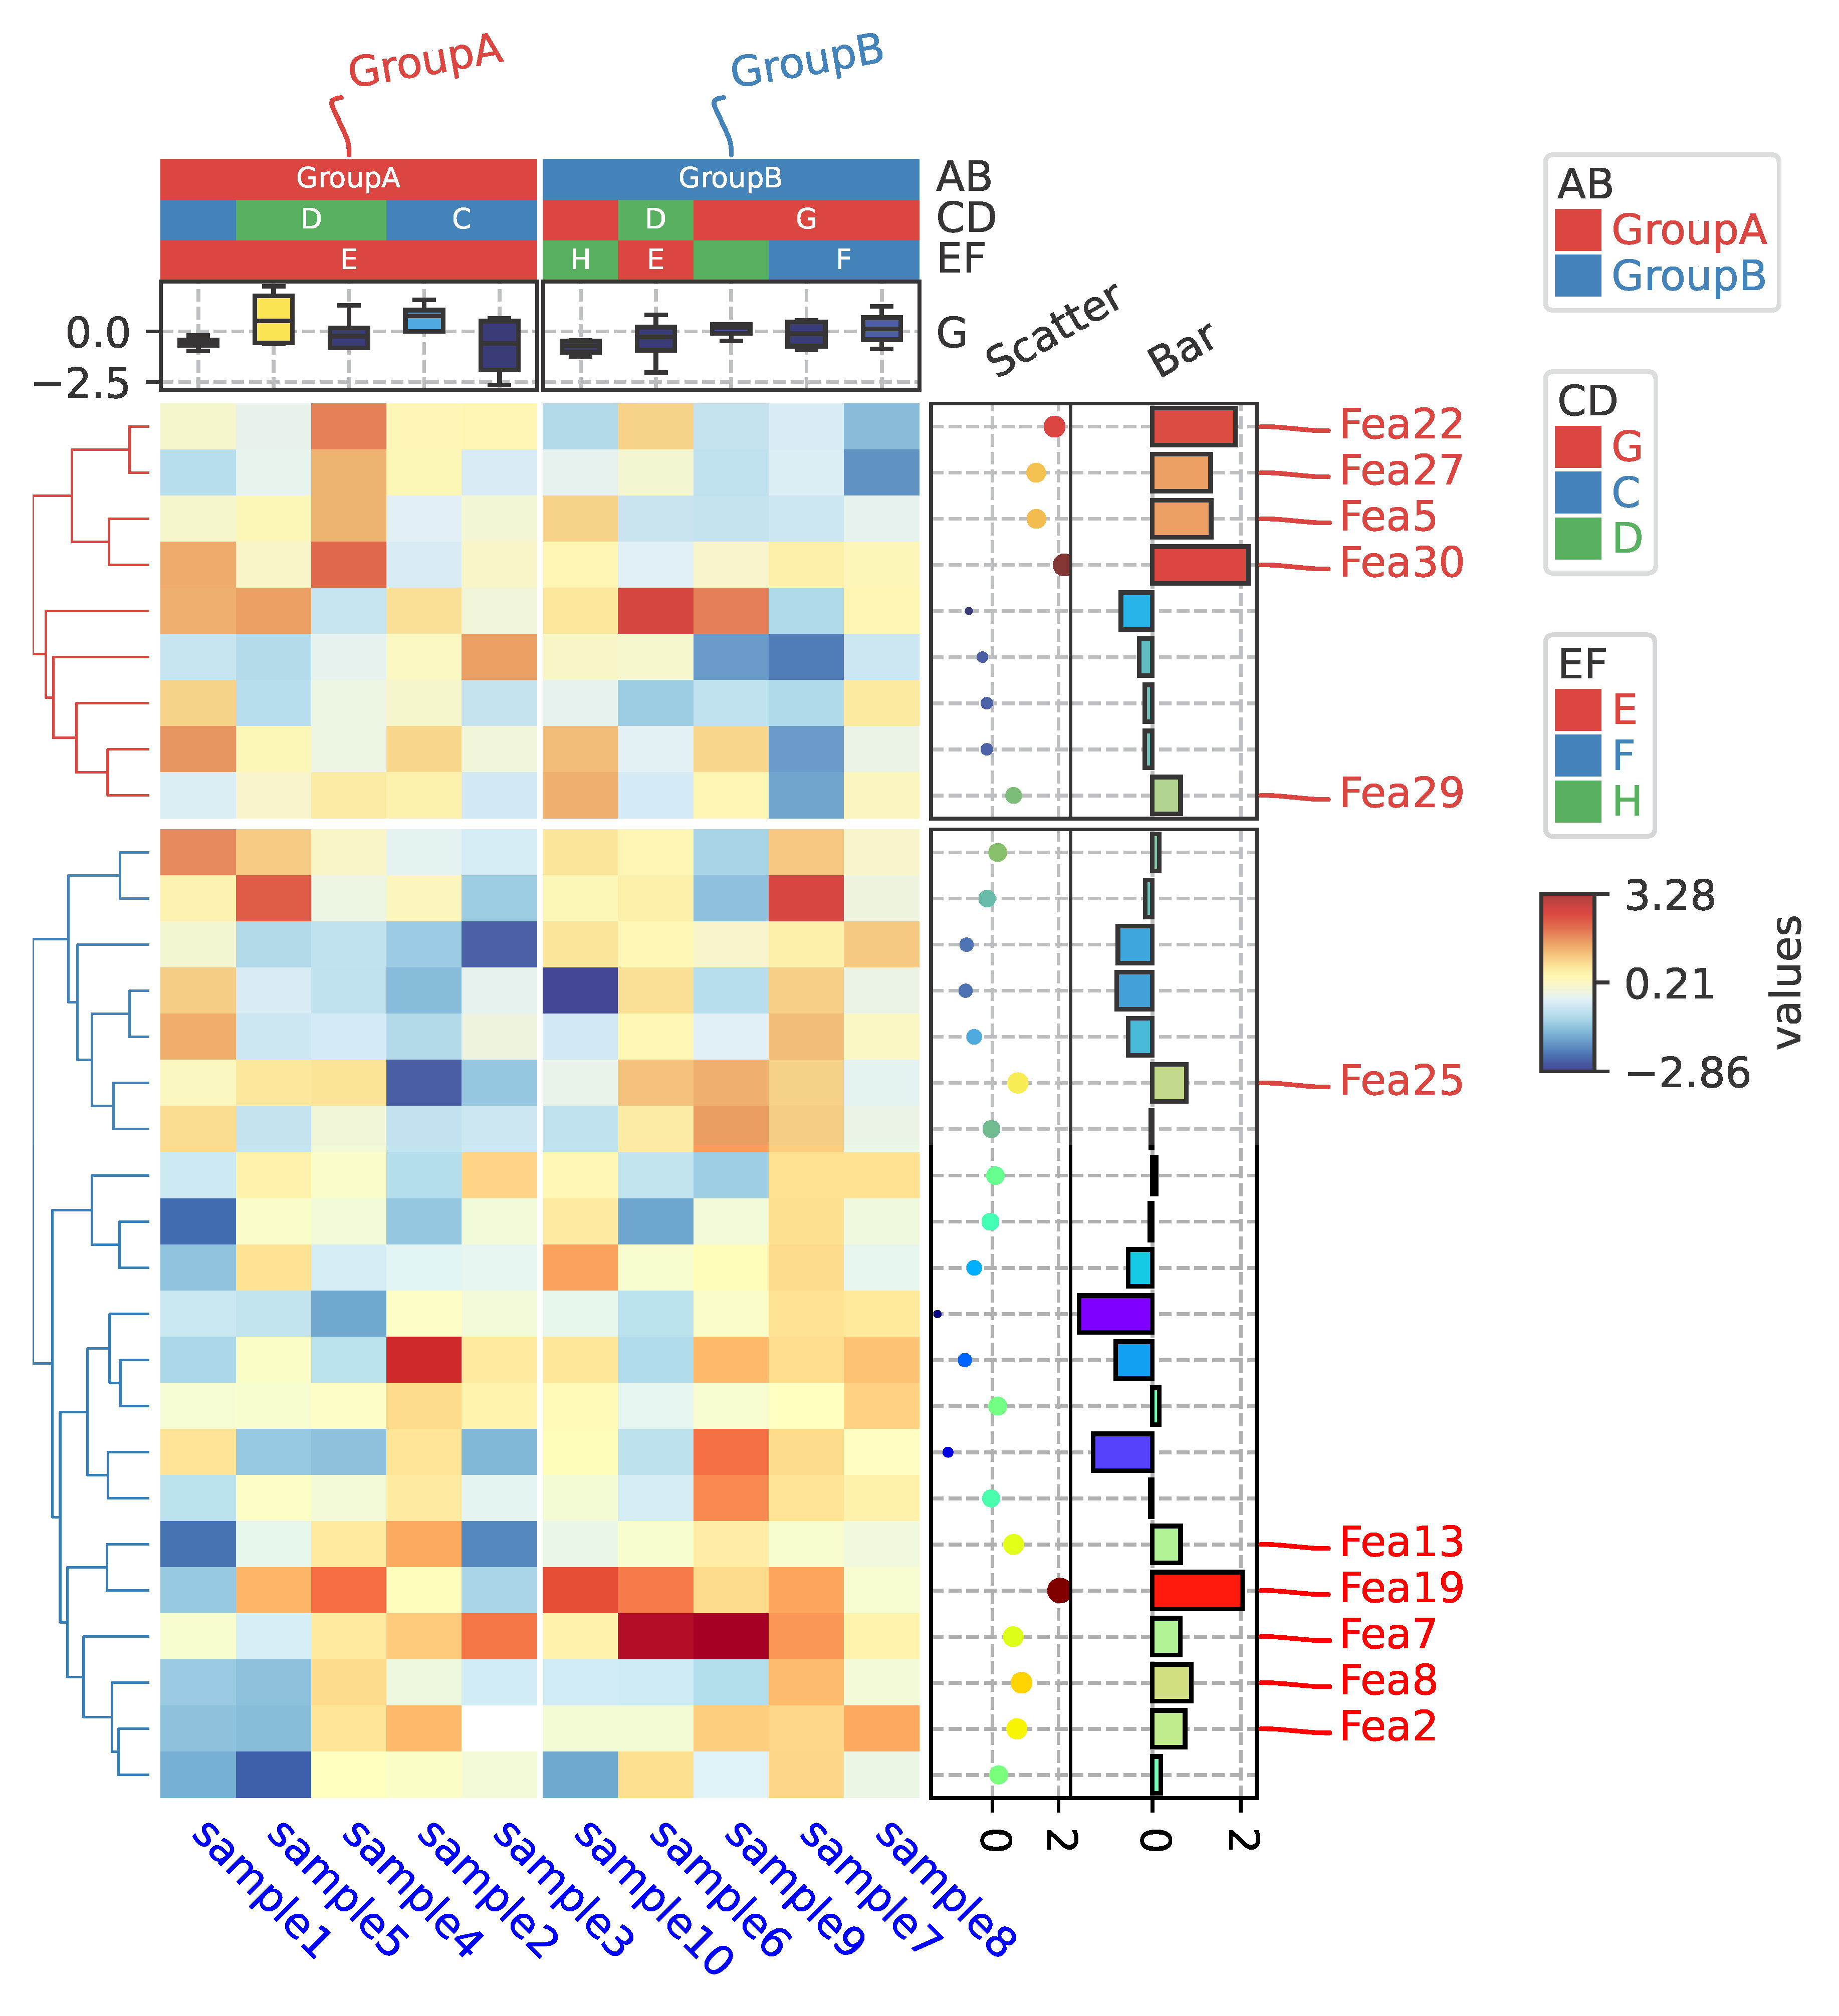 GroupA
GroupB
GroupA
GroupB
AB
D
C
D
G
CD
E
H
E
F
EF
0.0
−2.5
G
Scatter
Bar
Fea22
Fea27
Fea5
Fea30
Fea29
Fea25
Fea13
Fea19
Fea7
Fea8
Fea2
0
2
0
2
sample1
sample5
sample4
sample2
sample3
sample10
sample6
sample9
sample7
sample8
AB
GroupA
GroupB
CD
G
C
D
EF
E
F
H
3.28
0.21
−2.86
values